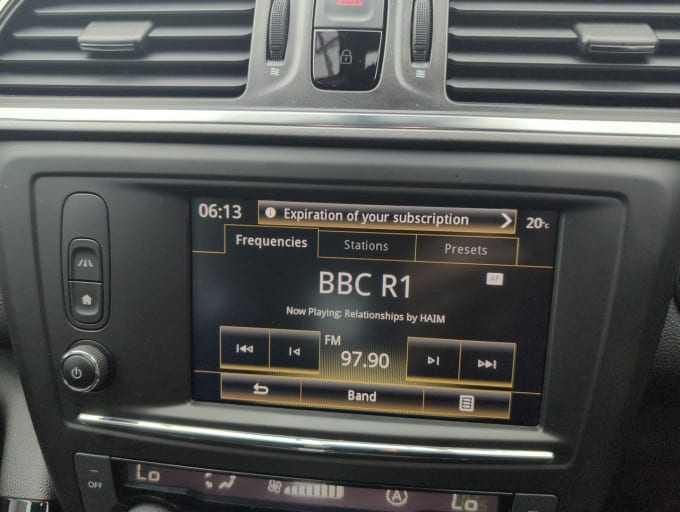 06:13
Expiration of your subscription
20°C
Frequencies
Stations
Presets
BBC R1
AF
Now Playing: Relationships by HAIM
FM
97.90
Band
OFF
Lo
A
Lo